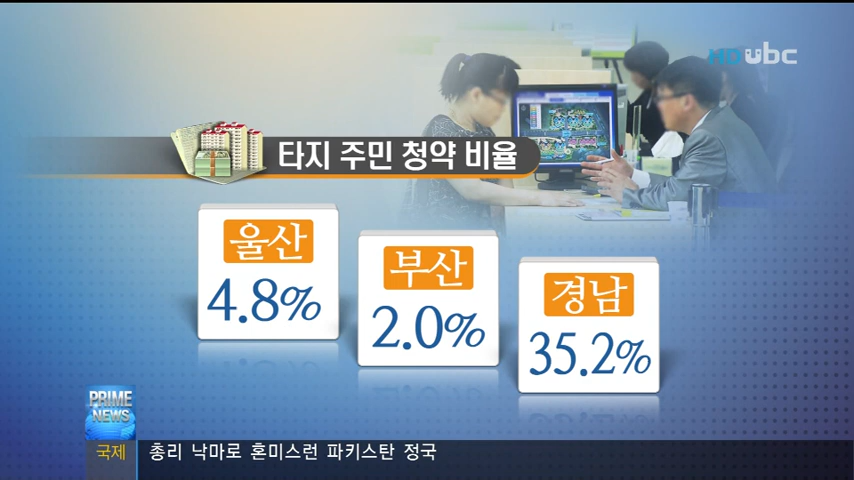 HD ubc
타지 주민 청약 비율
울산
4.8%
부산
2.0%
경남
35.2%
PRIME
NEWS
국제
총리 낙마로 혼미스런 파키스탄 정국